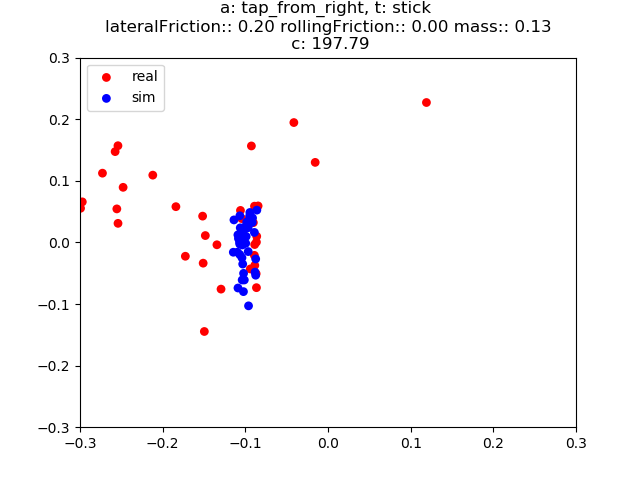 a: tap_from_right, t: stick
lateralFriction:: 0.20 rollingFriction:: 0.00 mass:: 0.13
c: 197.79
real
sim
0.3
0.2
0.1
0.0
−0.1
−0.2
−0.3
−0.3 −0.2 −0.1 0.0 0.1 0.2 0.3